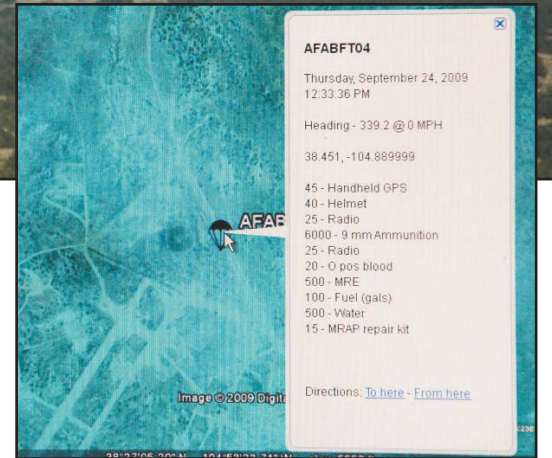 AFABFT04
Thursday, September 24, 2009
12:33:36 PM
Heading - 339.2 @ 0 MPH
38.451, -104.889999
45 - Handheld GPS
40 - Helmet
25 - Radio
6000 - 9 mm Ammunition
25 - Radio
20 - O pos blood
500 - MRE
100 - Fuel (gals)
500 - Water
15 - MRAP repair kit
Directions: To here - From here
AFAB
Image © 2009 Digita